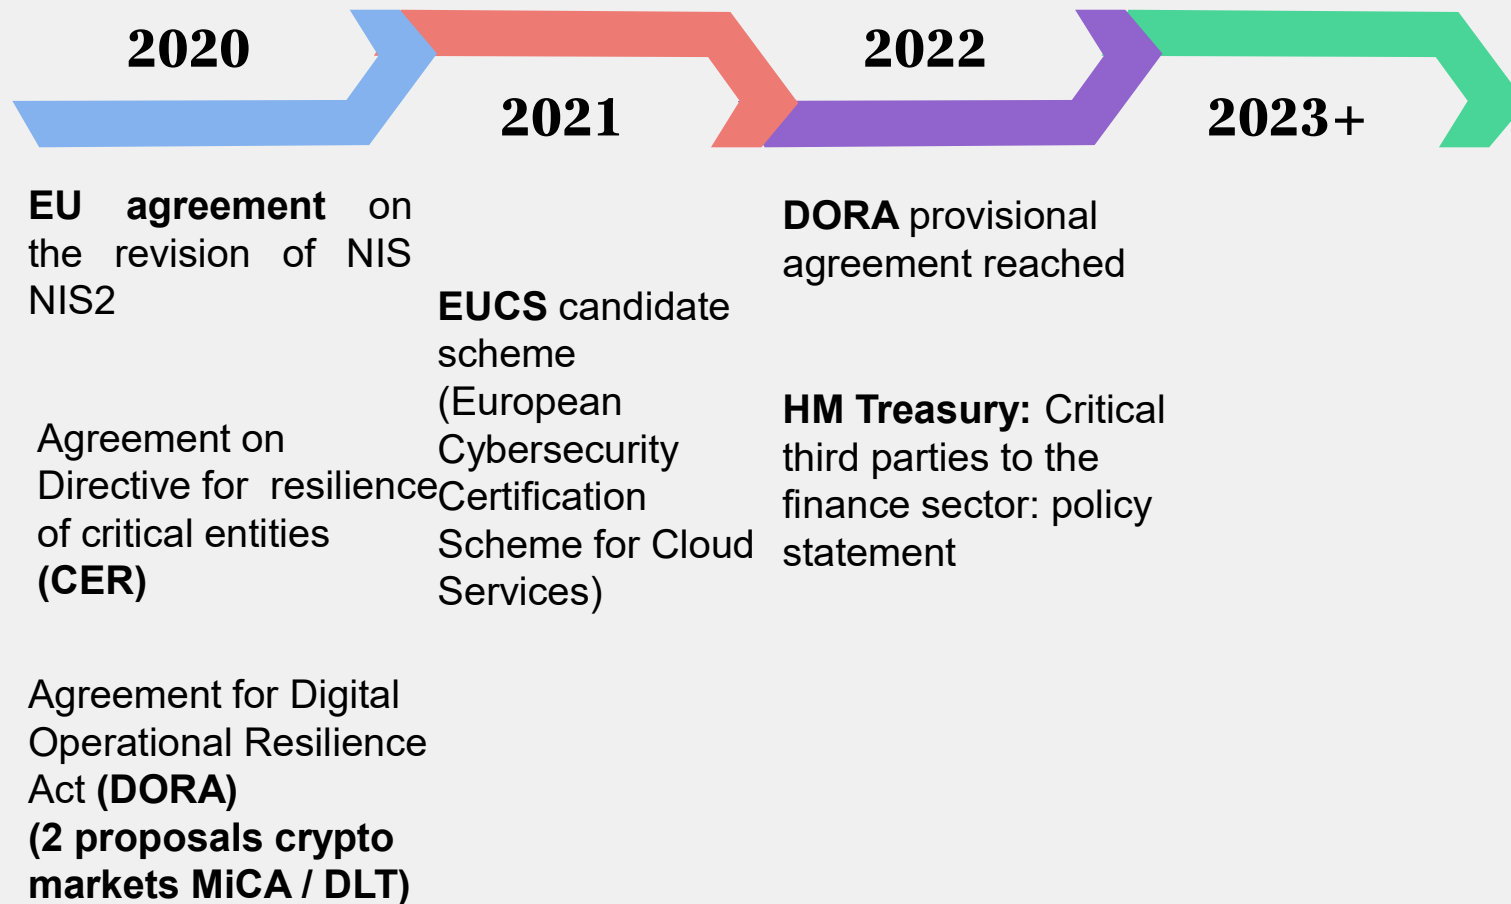 2020
2021
2022
2023+
EU agreement on
the revision of NIS
NIS2
Agreement on
Directive for resilience
of critical entities
(CER)
Agreement for Digital
Operational Resilience
Act (DORA)
(2 proposals crypto
markets MiCA / DLT)
EUCS candidate
scheme
(European
Cybersecurity
Certification
Scheme for Cloud
Services)
DORA provisional
agreement reached
HM Treasury: Critical
third parties to the
finance sector: policy
statement